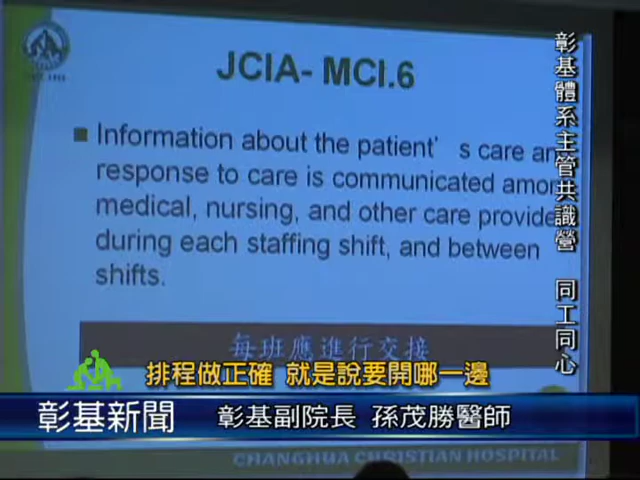 JCIA- MCI.6
Information about the patient's care an
response to care is communicated amon
medical, nursing, and other care provide
during each staffing shift, and between
shifts.
每班應進行交接
彰基體系主管共識營 同工同心
排程做正確 就是說要開哪一邊
彰基新聞 彰基副院長 孫茂勝醫師
CHANGHUA CHRISTIAN HOSPITAL